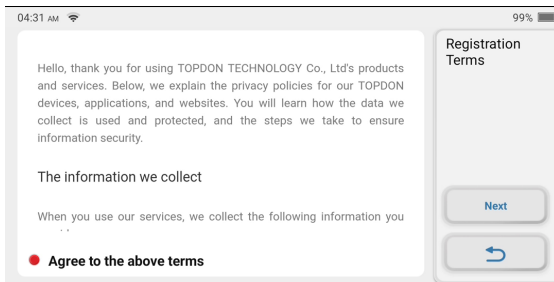 04:31 AM
99%
Registration
Terms
Hello, thank you for using TOPDON TECHNOLOGY Co., Ltd's products
and services. Below, we explain the privacy policies for our TOPDON
devices, applications, and websites. You will learn how the data we
collect is used and protected, and the steps we take to ensure
information security.
The information we collect
When you use our services, we collect the following information you
Agree to the above terms
Next